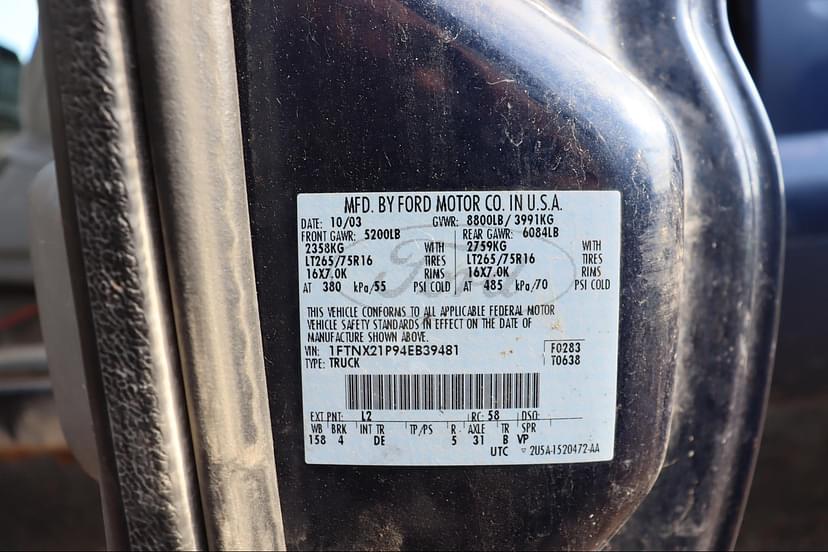 MFD. BY FORD MOTOR CO. IN U.S.A.
DATE: 10/03 GVWR: 8800LB/ 3991KG
FRONT GAWR: 5200LB REAR GAWR: 6084LB
2358KG WITH 2759KG WITH
LT265/75R16 TIRES LT265/75R16 TIRES
16X7.0K RIMS 16X7.0K RIMS
AT 380 kPa/55 PSI COLD AT 485 kPa/70 PSI COLD
Ford
THIS VEHICLE CONFORMS TO ALL APPLICABLE FEDERAL MOTOR
VEHICLE SAFETY STANDARDS IN EFFECT ON THE DATE OF
MANUFACTURE SHOWN ABOVE.
VIN: 1FTNX21P94EB39481 F0283
TYPE: TRUCK T0638
EXT PNT: L2 RC: 58 DSO:
WB BRK INT TR TP/PS R AXLE TR SPR
158 4 DE 5 31 B VP
UTC 2U5A-1520472-AA